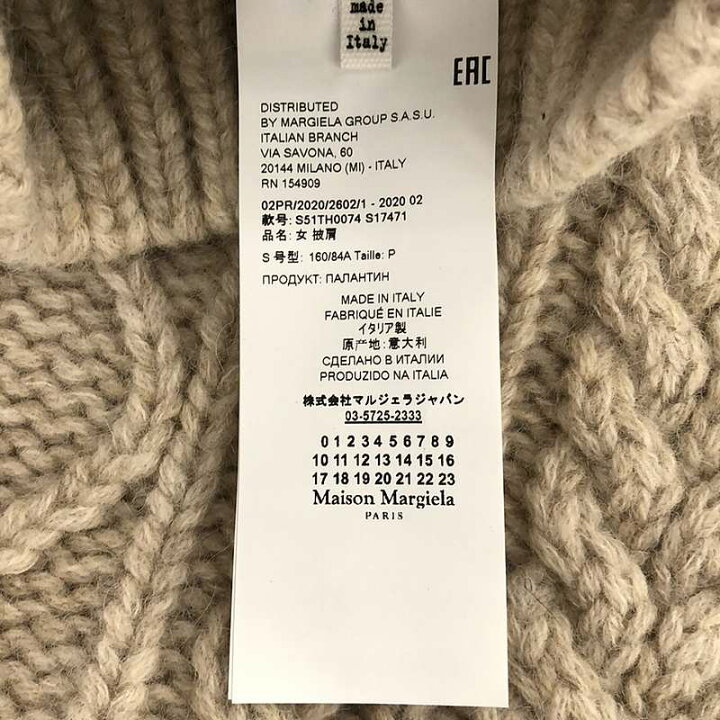 made
in
Italy
EAC
DISTRIBUTED
BY MARGIELA GROUP S.A.S.U.
ITALIAN BRANCH
VIA SAVONA, 60
20144 MILANO (MI) - ITALY
RN 154909
02PR/2020/2602/1 - 2020 02
款号: S51TH0074 S17471
品名: 女 披肩
S 号型: 160/84A Taille: P
ПРОДУКТ: ПАЛАНТИН
MADE IN ITALY
FABRIQUÉ EN ITALIE
イタリア製
原产地: 意大利
СДЕЛАНО В ИТАЛИИ
PRODUZIDO NA ITALIA
株式会社マルジェラジャパン
03-5725-2333
0 1 2 3 4 5 6 7 8 9
10 11 12 13 14 15 16
17 18 19 20 21 22 23
Maison Margiela
PARIS